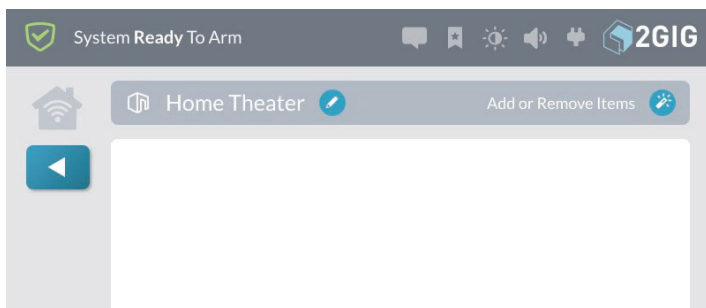 System Ready To Arm
2GIG
Home Theater
Add or Remove Items